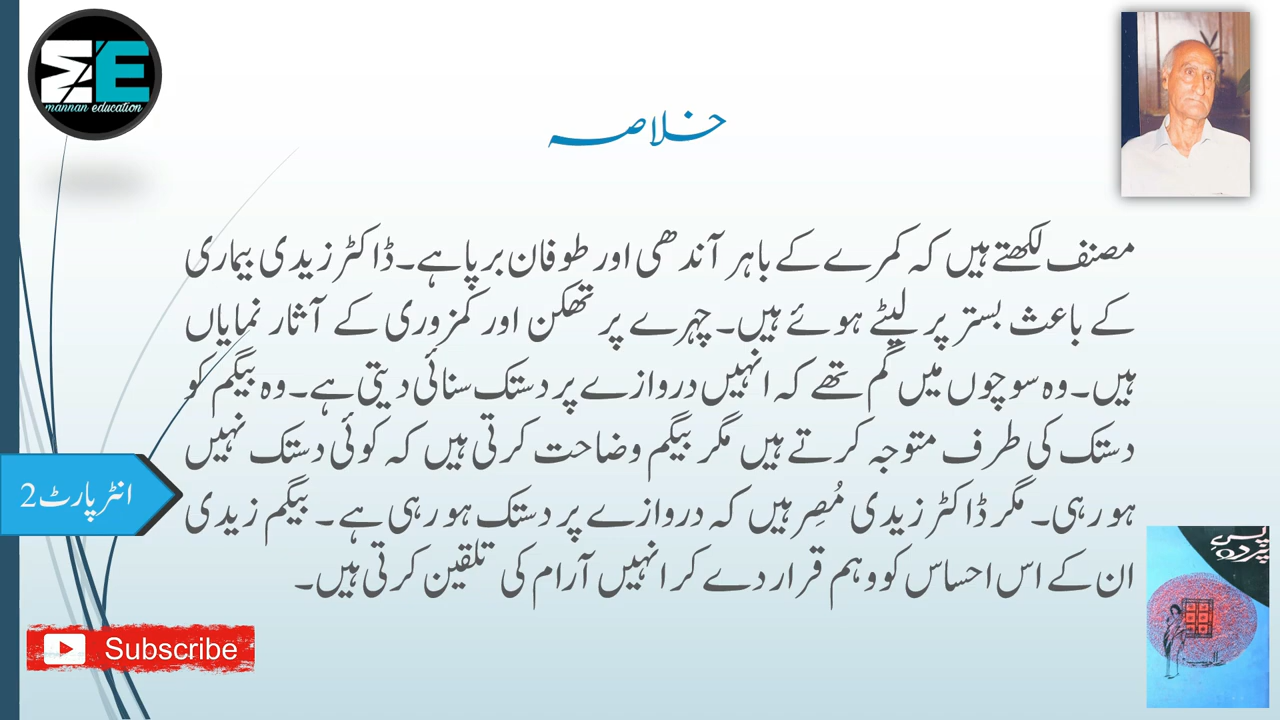 mannan education
خلاصہ
مصنف لکھتے ہیں کہ کمرے کے باہر آندھی اور طوفان برپا ہے۔ ڈاکٹر زیدی بیماری
کے باعث بستر پر لیٹے ہوئے ہیں۔ چہرے پر تھکن اور کمزوری کے آثار نمایاں
ہیں۔ وہ سوچوں میں گم تھے کہ انہیں دروازے پر دستک سنائی دیتی ہے۔ وہ بیگم کو
دستک کی طرف متوجہ کرتے ہیں مگر بیگم وضاحت کرتی ہیں کہ کوئی دستک نہیں
ہو رہی۔ مگر ڈاکٹر زیدی مُصِر ہیں کہ دروازے پر دستک ہو رہی ہے۔ بیگم زیدی
ان کے اس احساس کو وہم قرار دے کر انہیں آرام کی تلقین کرتی ہیں۔
انٹر پارٹ 2
پسِ
پردہ
Subscribe